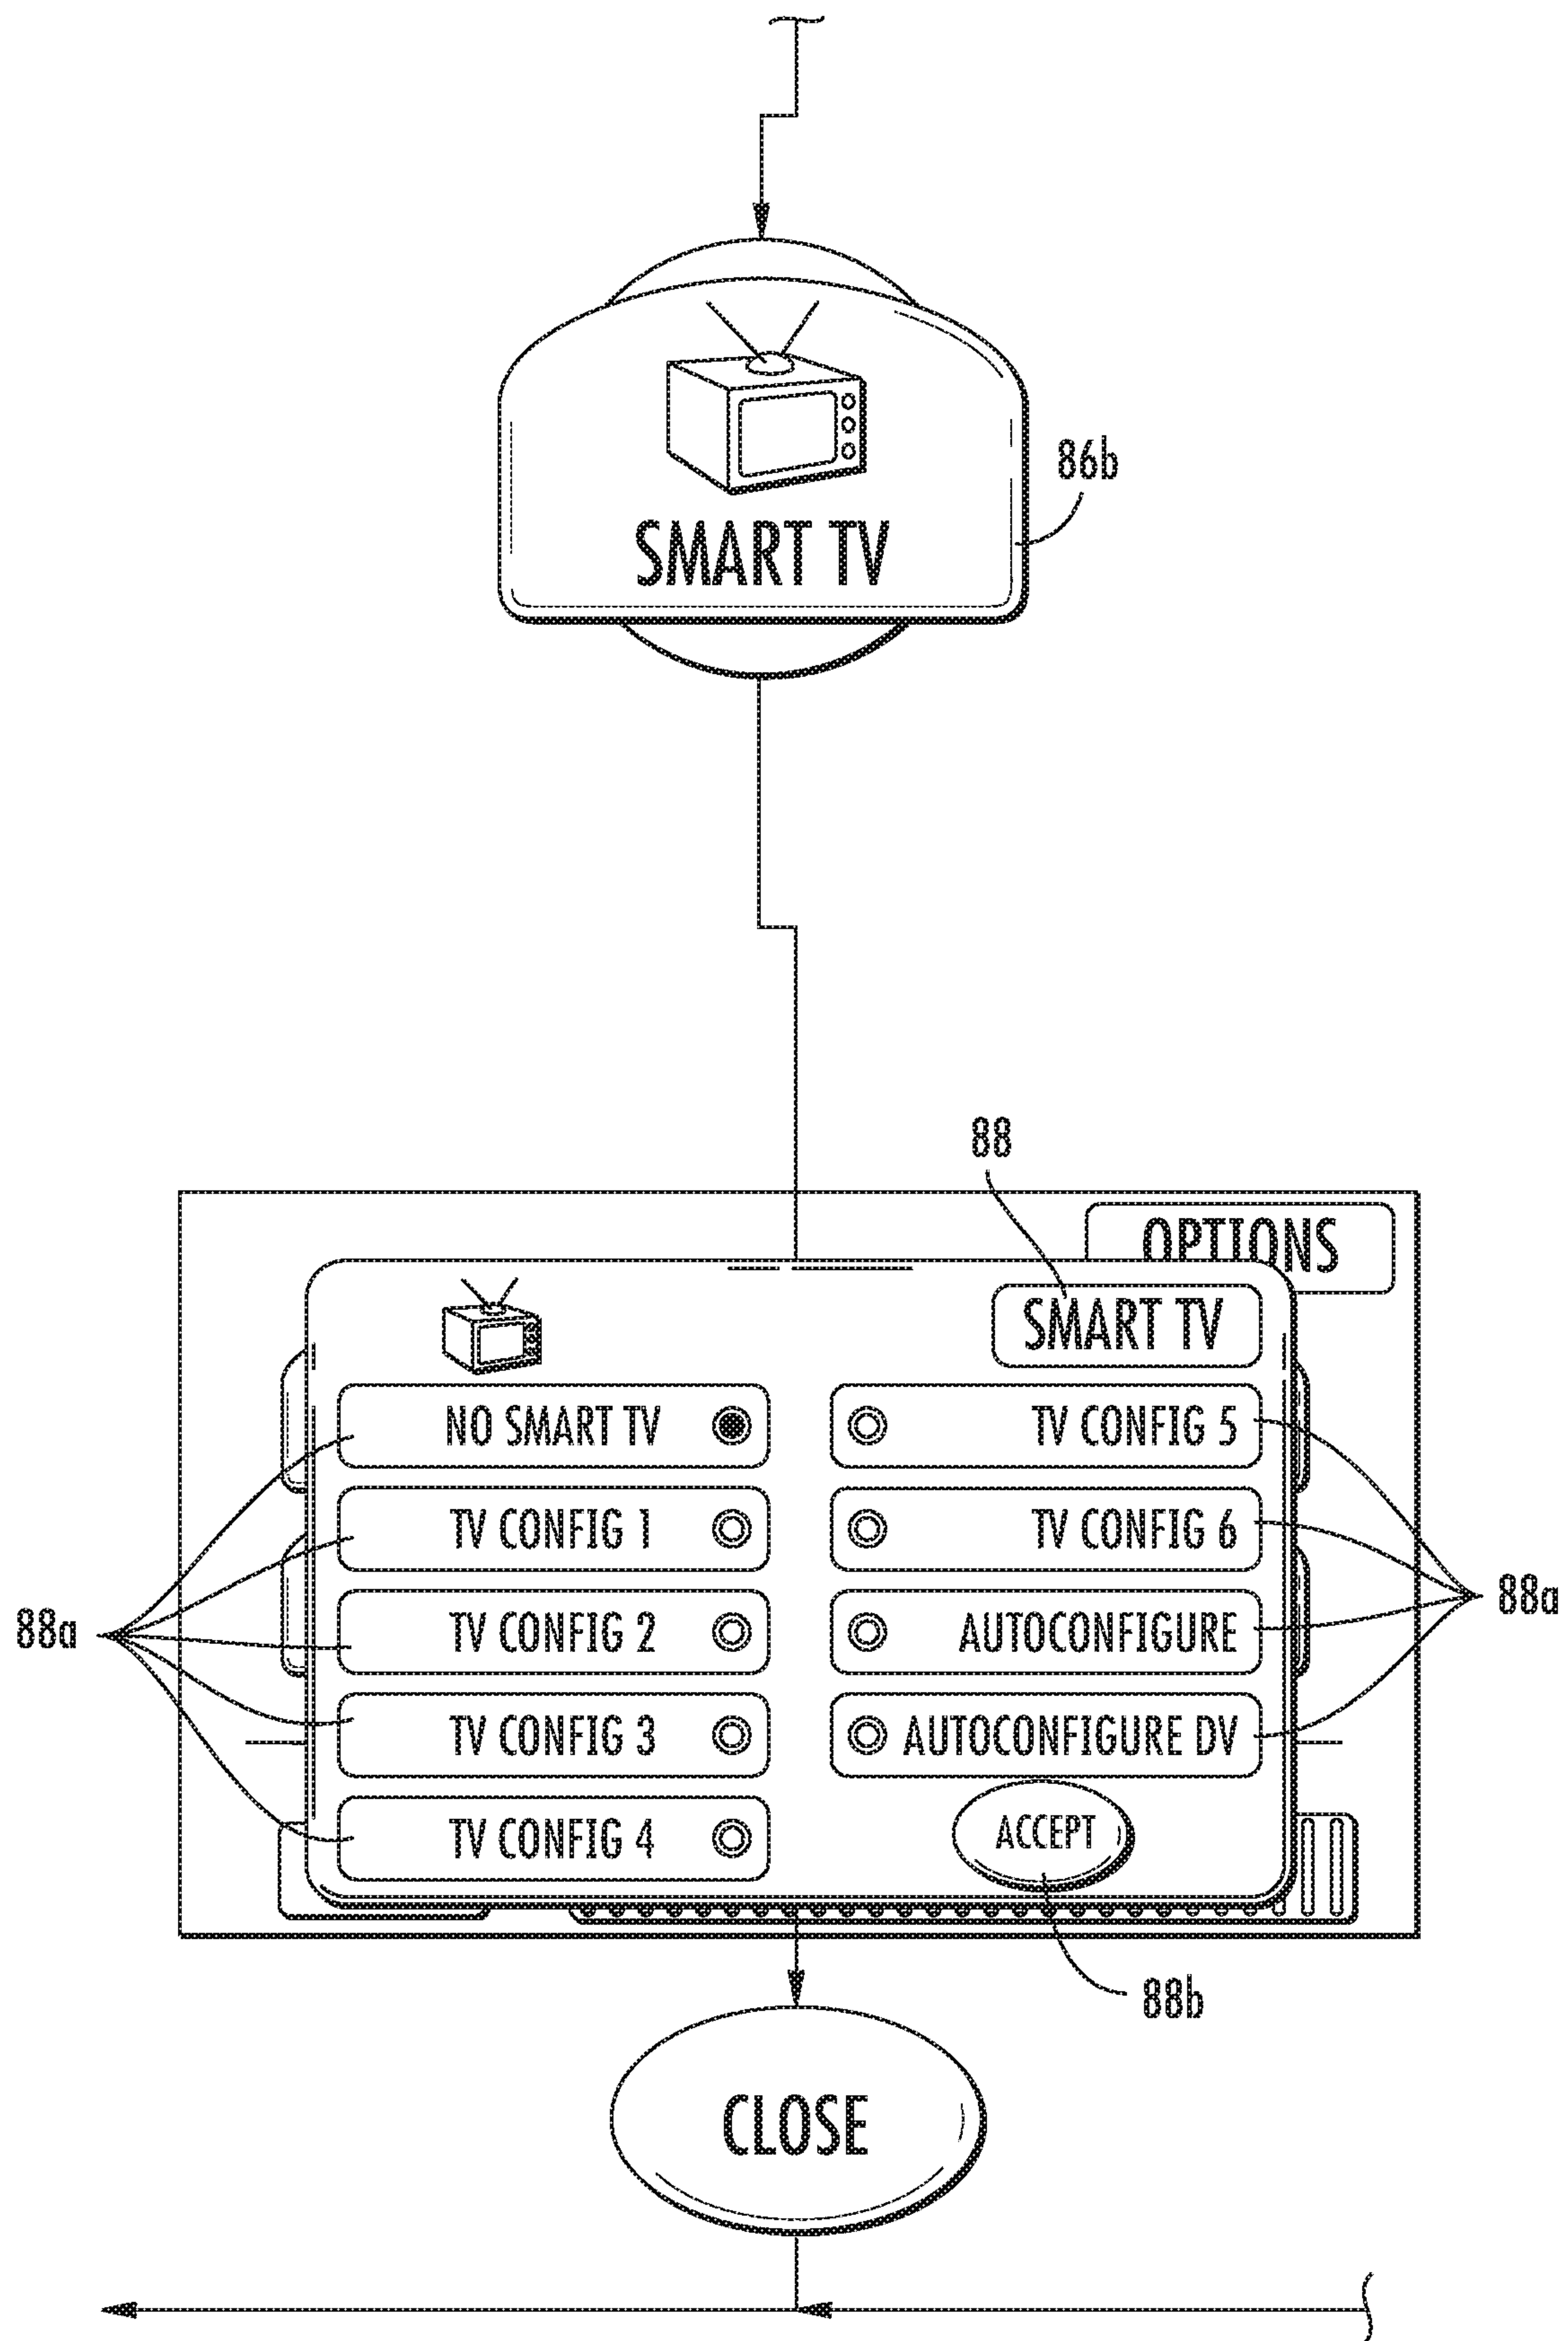 86b
SMART TV
88
OPTIONS
SMART TV
NO SMART TV
TV CONFIG 5
TV CONFIG 1
TV CONFIG 6
88a
TV CONFIG 2
AUTOCONFIGURE
88a
TV CONFIG 3
AUTOCONFIGURE DV
TV CONFIG 4
ACCEPT
88b
CLOSE